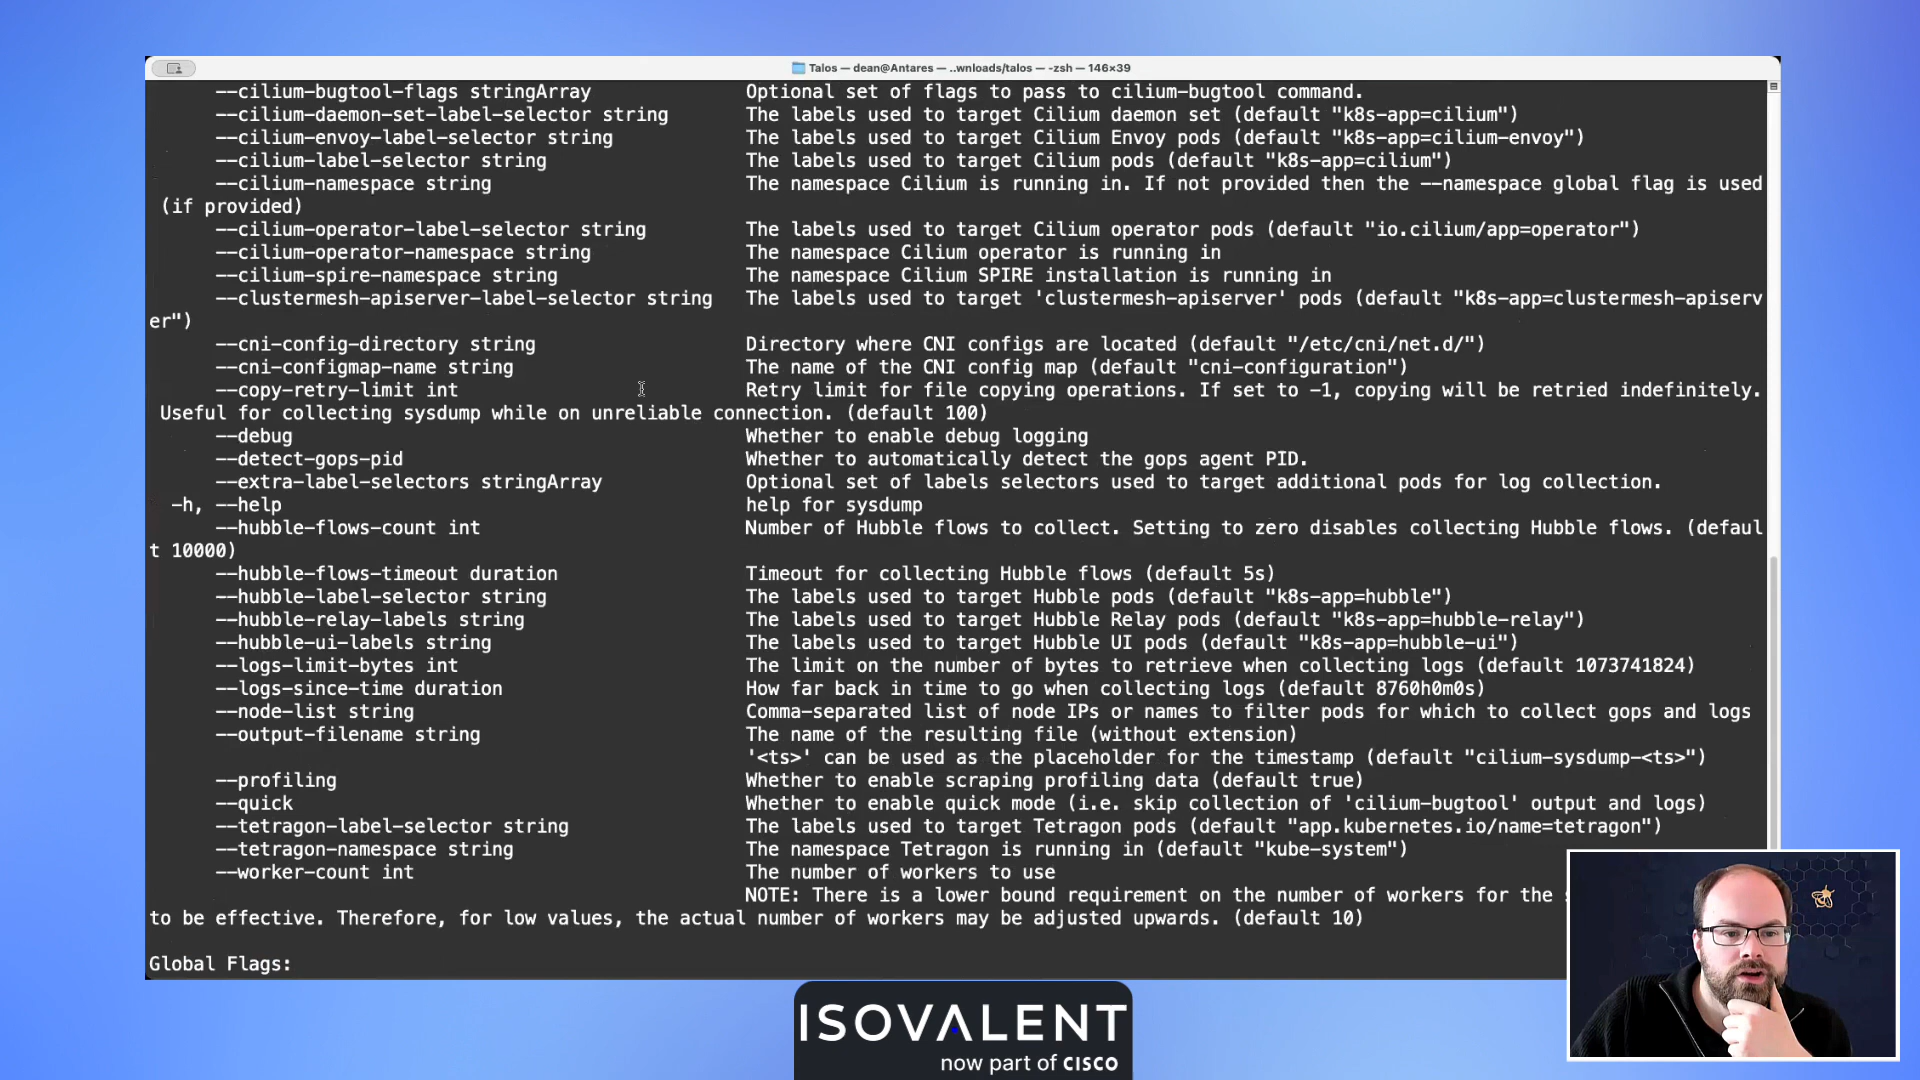 Talos — dean@Antares — ..wnloads/talos — -zsh — 146×39
--cilium-bugtool-flags stringArray Optional set of flags to pass to cilium-bugtool command.
--cilium-daemon-set-label-selector string The labels used to target Cilium daemon set (default "k8s-app=cilium")
--cilium-envoy-label-selector string The labels used to target Cilium Envoy pods (default "k8s-app=cilium-envoy")
--cilium-label-selector string The labels used to target Cilium pods (default "k8s-app=cilium")
--cilium-namespace string The namespace Cilium is running in. If not provided then the --namespace global flag is used
(if provided)
--cilium-operator-label-selector string The labels used to target Cilium operator pods (default "io.cilium/app=operator")
--cilium-operator-namespace string The namespace Cilium operator is running in
--cilium-spire-namespace string The namespace Cilium SPIRE installation is running in
--clustermesh-apiserver-label-selector string The labels used to target 'clustermesh-apiserver' pods (default "k8s-app=clustermesh-apiserv
er")
--cni-config-directory string Directory where CNI configs are located (default "/etc/cni/net.d/")
--cni-configmap-name string The name of the CNI config map (default "cni-configuration")
--copy-retry-limit int Retry limit for file copying operations. If set to -1, copying will be retried indefinitely.
Useful for collecting sysdump while on unreliable connection. (default 100)
--debug Whether to enable debug logging
--detect-gops-pid Whether to automatically detect the gops agent PID.
--extra-label-selectors stringArray Optional set of labels selectors used to target additional pods for log collection.
-h, --help help for sysdump
--hubble-flows-count int Number of Hubble flows to collect. Setting to zero disables collecting Hubble flows. (defaul
t 10000)
--hubble-flows-timeout duration Timeout for collecting Hubble flows (default 5s)
--hubble-label-selector string The labels used to target Hubble pods (default "k8s-app=hubble")
--hubble-relay-labels string The labels used to target Hubble Relay pods (default "k8s-app=hubble-relay")
--hubble-ui-labels string The labels used to target Hubble UI pods (default "k8s-app=hubble-ui")
--logs-limit-bytes int The limit on the number of bytes to retrieve when collecting logs (default 1073741824)
--logs-since-time duration How far back in time to go when collecting logs (default 8760h0m0s)
--node-list string Comma-separated list of node IPs or names to filter pods for which to collect gops and logs
--output-filename string The name of the resulting file (without extension)
'<ts>' can be used as the placeholder for the timestamp (default "cilium-sysdump-<ts>")
--profiling Whether to enable scraping profiling data (default true)
--quick Whether to enable quick mode (i.e. skip collection of 'cilium-bugtool' output and logs)
--tetragon-label-selector string The labels used to target Tetragon pods (default "app.kubernetes.io/name=tetragon")
--tetragon-namespace string The namespace Tetragon is running in (default "kube-system")
--worker-count int The number of workers to use
NOTE: There is a lower bound requirement on the number of workers for the
to be effective. Therefore, for low values, the actual number of workers may be adjusted upwards. (default 10)
Global Flags:
ISOVALENT
now part of CISCO